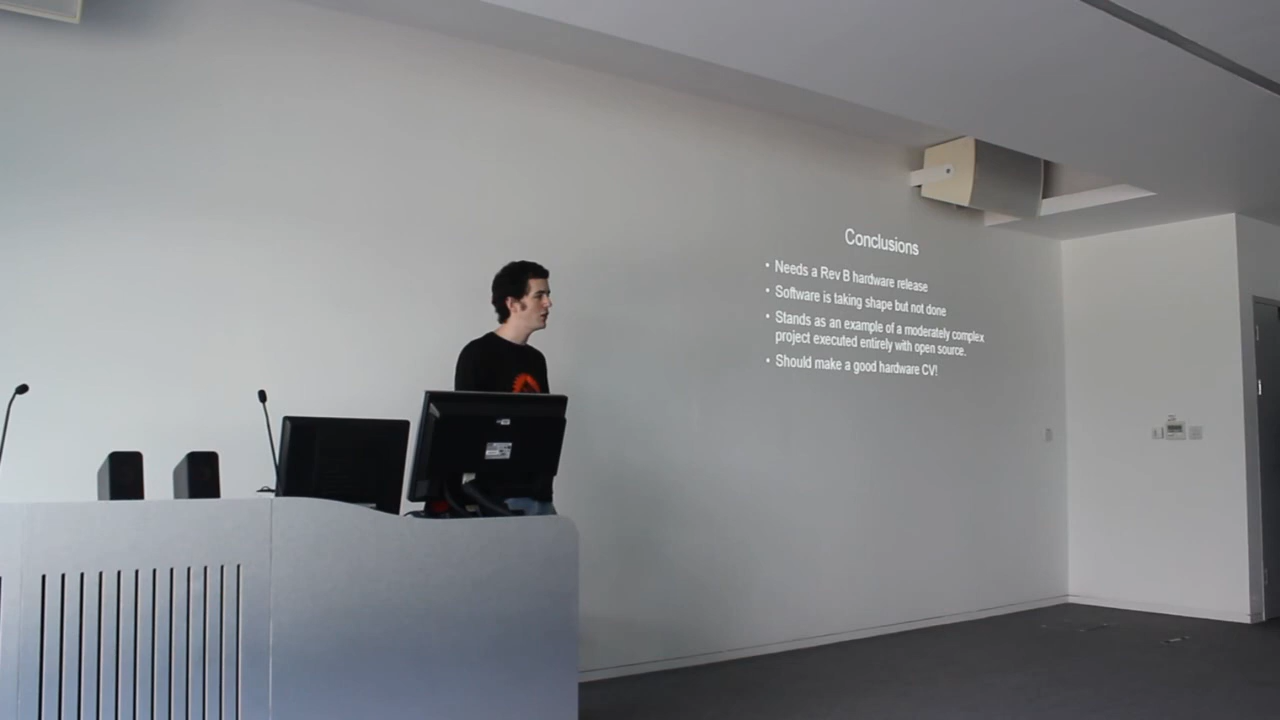 Conclusions
• Needs a Rev B hardware release
• Software is taking shape but not done
• Stands as an example of a moderately complex
project executed entirely with open source.
• Should make a good hardware CV!